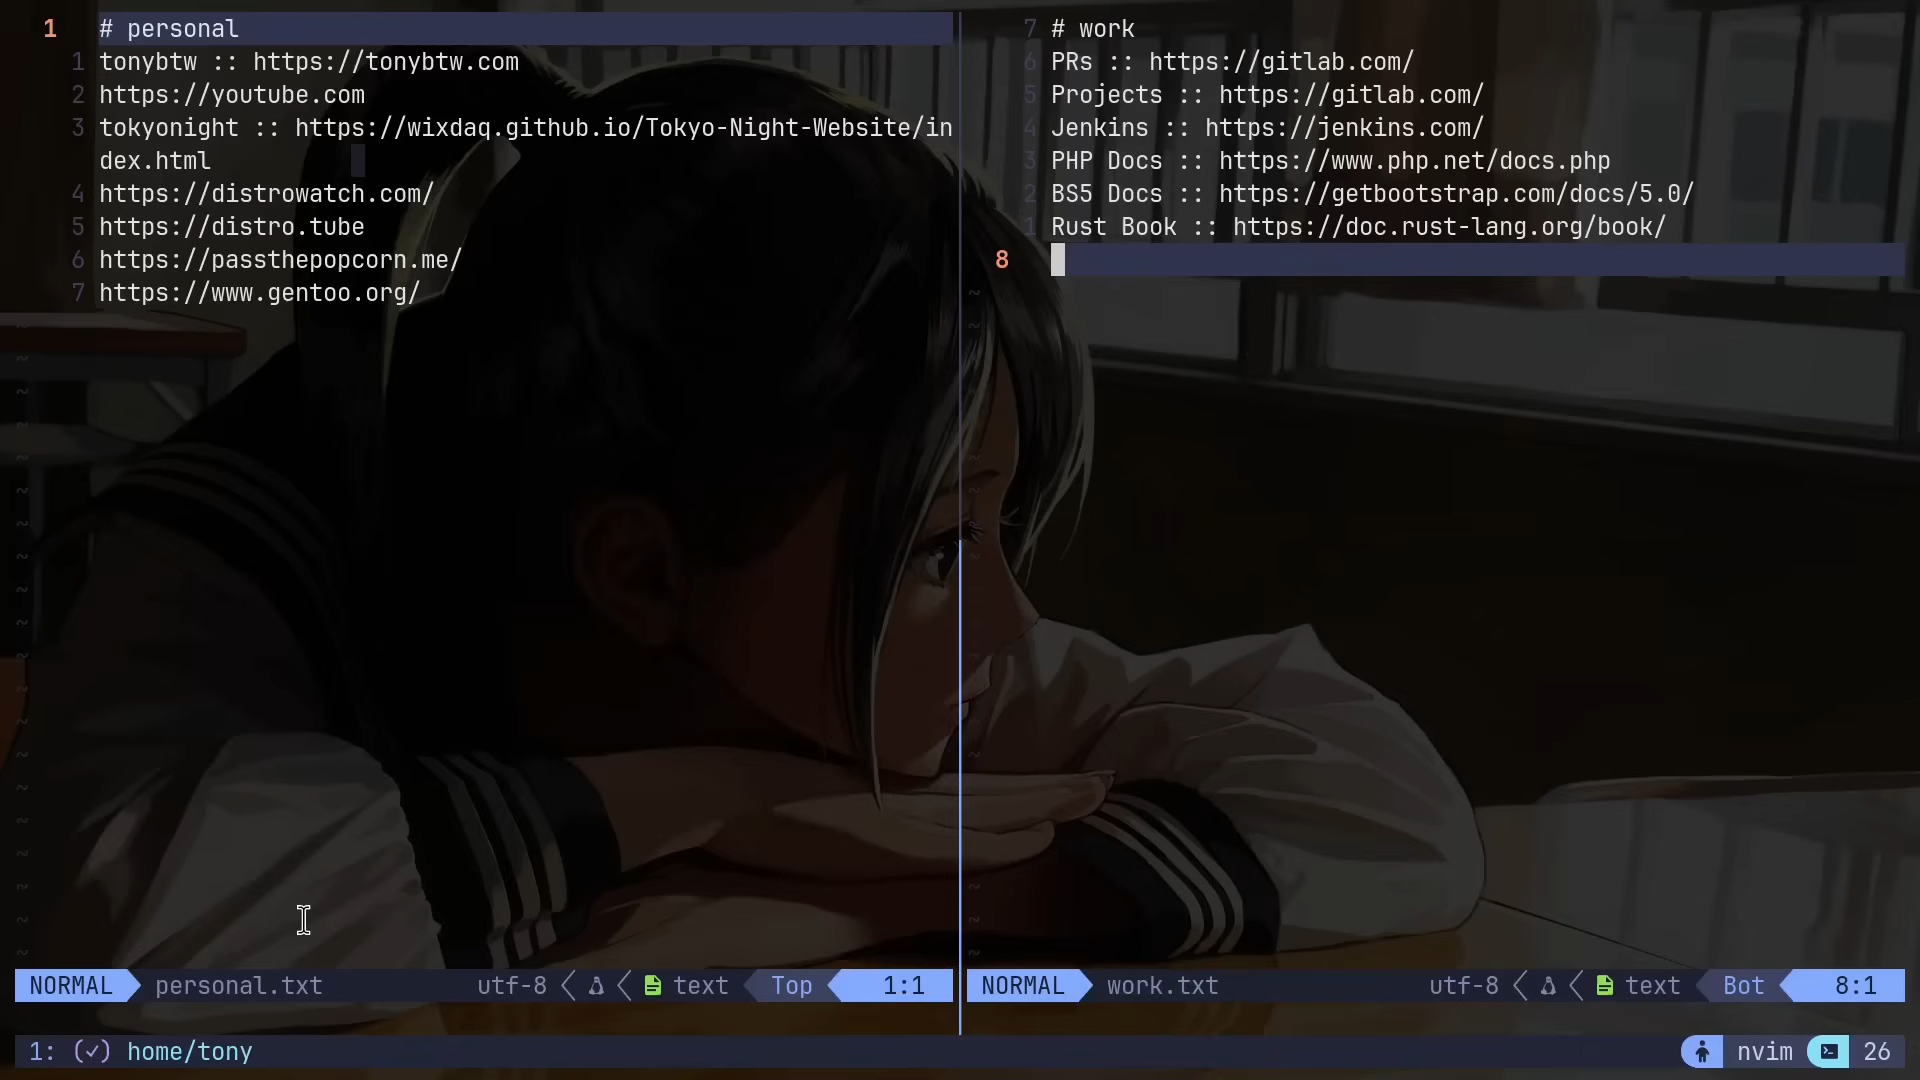 1 # personal
1 tonybtw :: https://tonybtw.com
2 https://youtube.com
3 tokyonight :: https://wixdaq.github.io/Tokyo-Night-Website/in
dex.html
4 https://distrowatch.com/
5 https://distro.tube
6 https://passthepopcorn.me/
7 https://www.gentoo.org/
7 # work
6 PRs :: https://gitlab.com/
5 Projects :: https://gitlab.com/
4 Jenkins :: https://jenkins.com/
3 PHP Docs :: https://www.php.net/docs.php
2 BS5 Docs :: https://getbootstrap.com/docs/5.0/
1 Rust Book :: https://doc.rust-lang.org/book/
8
NORMAL personal.txt utf-8 text Top 1:1
NORMAL work.txt utf-8 text Bot 8:1
1: (✓) home/tony
nvim 26